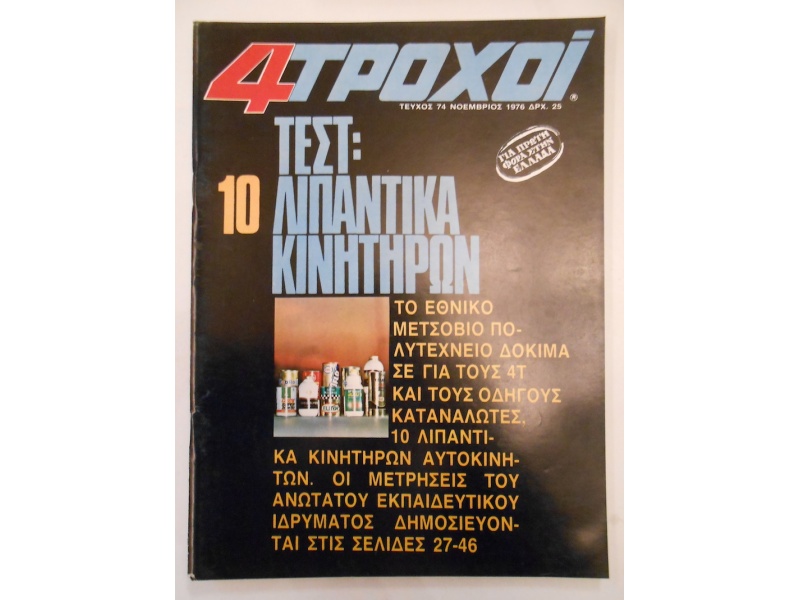 4ΤΡΟΧΟΙ
®
ΤΕΥΧΟΣ 74 ΝΟΕΜΒΡΙΟΣ 1976 ΔΡΧ. 25
ΓΙΑ ΠΡΩΤΗ
ΦΟΡΑ ΣΤΗΝ
ΕΛΛΑΔΑ
ΤΕΣΤ:
10 ΛΙΠΑΝΤΙΚΑ
ΚΙΝΗΤΗΡΩΝ
ΤΟ ΕΘΝΙΚΟ
ΜΕΤΣΟΒΙΟ ΠΟ-
ΛΥΤΕΧΝΕΙΟ ΔΟΚΙΜΑ
ΣΕ ΓΙΑ ΤΟΥΣ 4Τ
ΚΑΙ ΤΟΥΣ ΟΔΗΓΟΥΣ
ΚΑΤΑΝΑΛΩΤΕΣ,
10 ΛΙΠΑΝΤΙ-
ΚΑ ΚΙΝΗΤΗΡΩΝ ΑΥΤΟΚΙΝΗ-
ΤΩΝ. ΟΙ ΜΕΤΡΗΣΕΙΣ ΤΟΥ
ΑΝΩΤΑΤΟΥ ΕΚΠΑΙΔΕΥΤΙΚΟΥ
ΙΔΡΥΜΑΤΟΣ ΔΗΜΟΣΙΕΥΟΝ-
ΤΑΙ ΣΤΙΣ ΣΕΛΙΔΕΣ 27-46